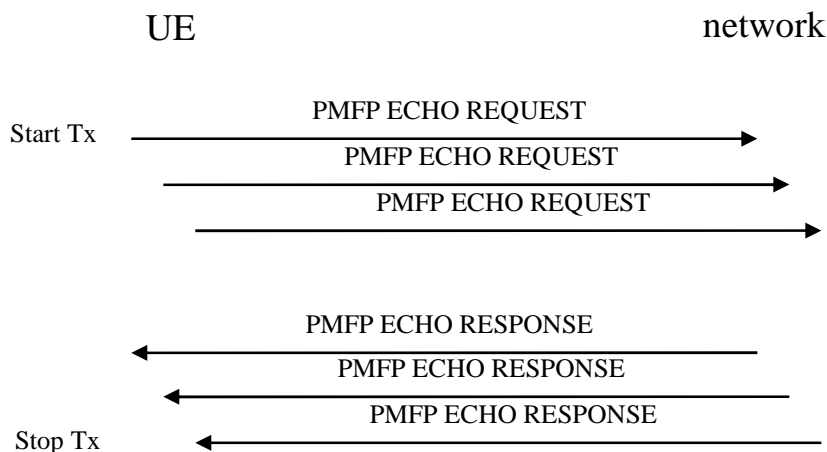 UE network
PMFP ECHO REQUEST
Start Tx
PMFP ECHO REQUEST
PMFP ECHO REQUEST
PMFP ECHO RESPONSE
PMFP ECHO RESPONSE
PMFP ECHO RESPONSE
Stop Tx